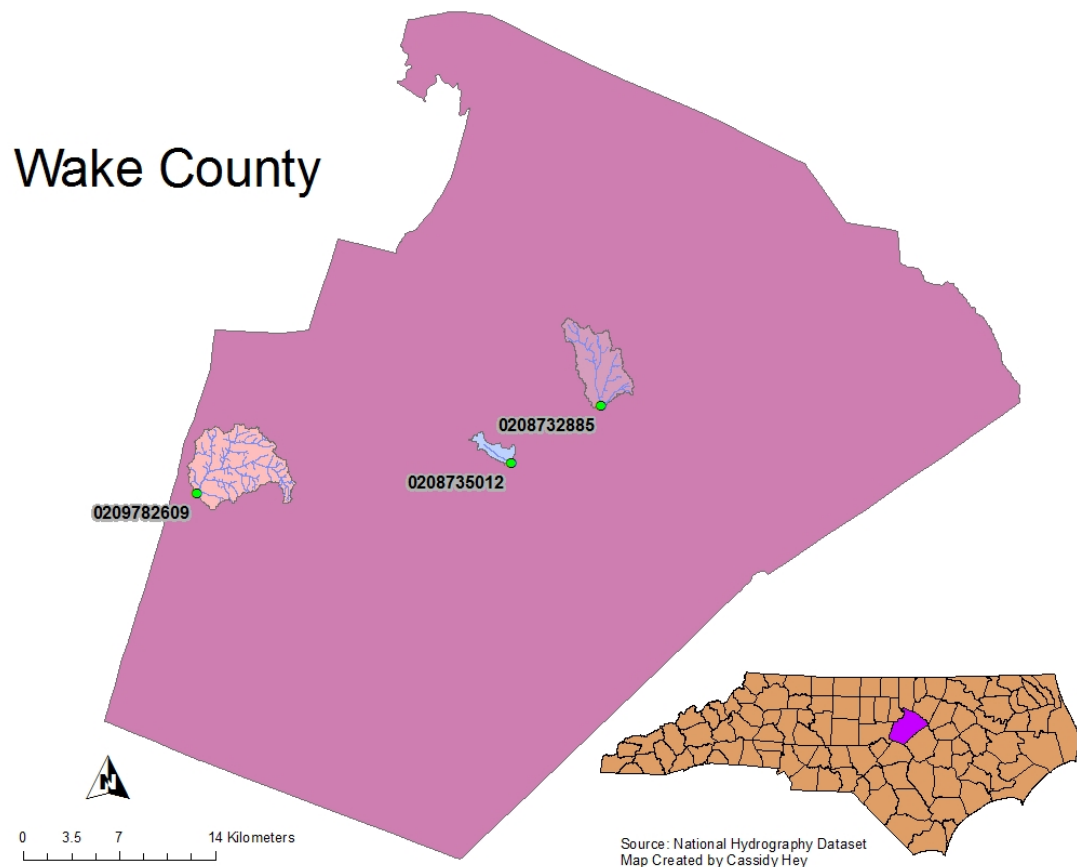 Wake County
0208732885
0208735012
0209782609
N
0 3.5 7 14 Kilometers
Source: National Hydrography Dataset
Map Created by Cassidy Hey